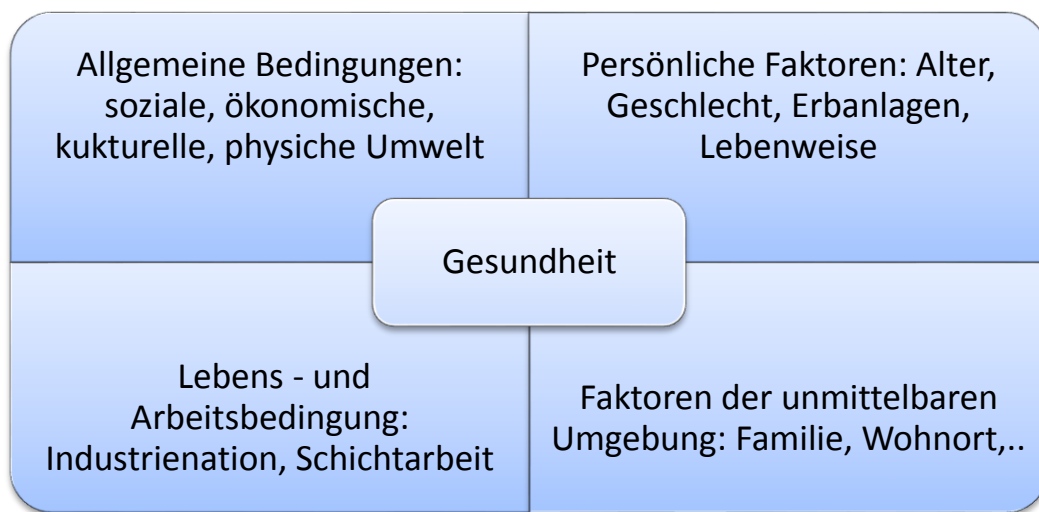 Allgemeine Bedingungen:
soziale, ökonomische,
kukturelle, physiche Umwelt
Persönliche Faktoren: Alter,
Geschlecht, Erbanlagen,
Lebenweise
Gesundheit
Lebens - und
Arbeitsbedingung:
Industrienation, Schichtarbeit
Faktoren der unmittelbaren
Umgebung: Familie, Wohnort,..